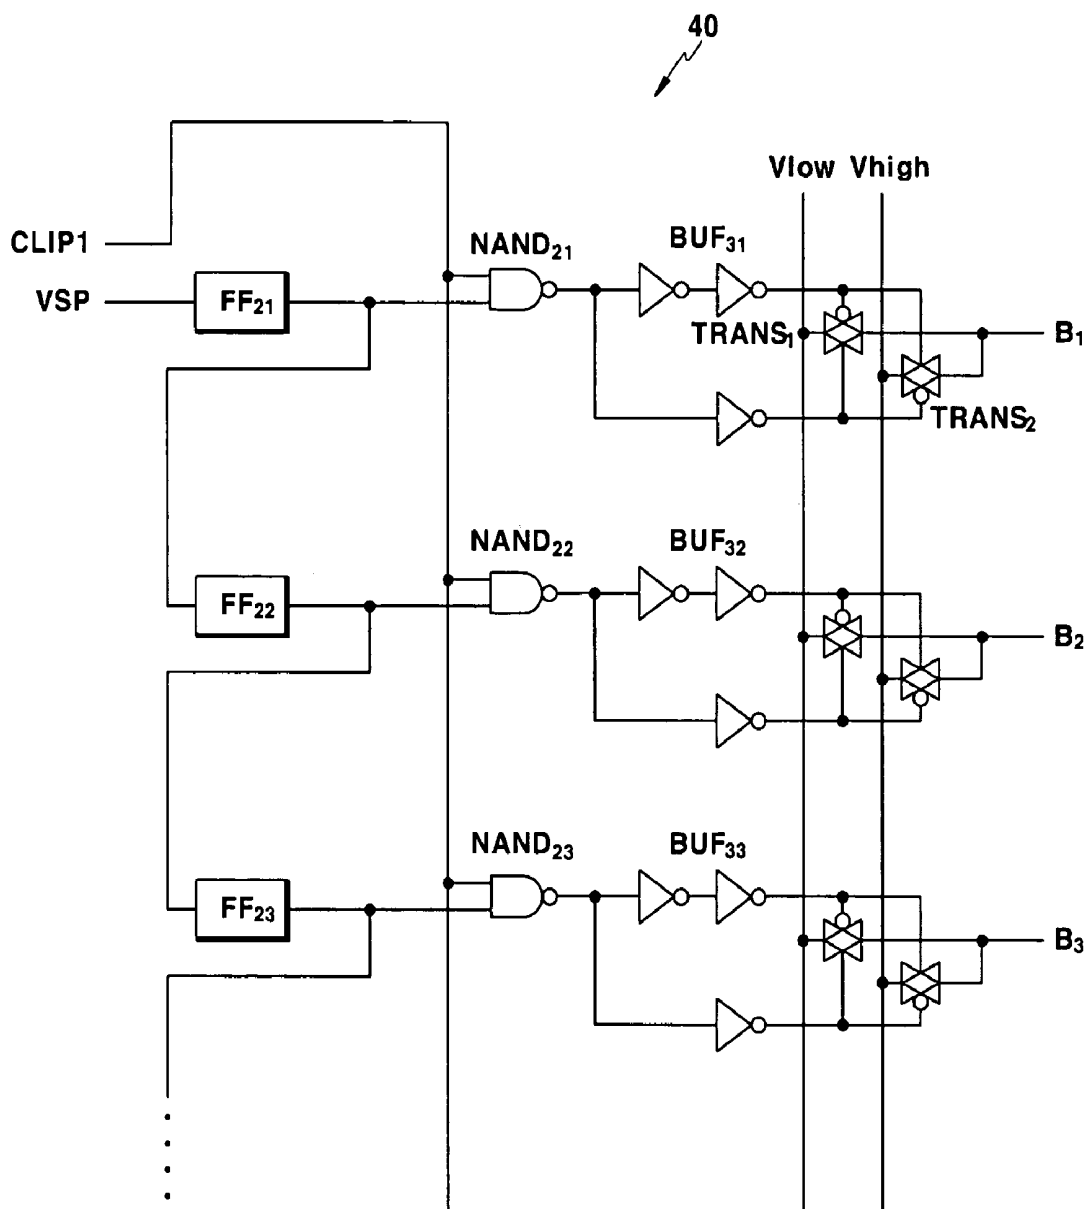 40
Vlow Vhigh
CLIP1
NAND21
BUF31
VSP
FF21
TRANS1
B1
TRANS2
NAND22
BUF32
FF22
B2
NAND23
BUF33
FF23
B3